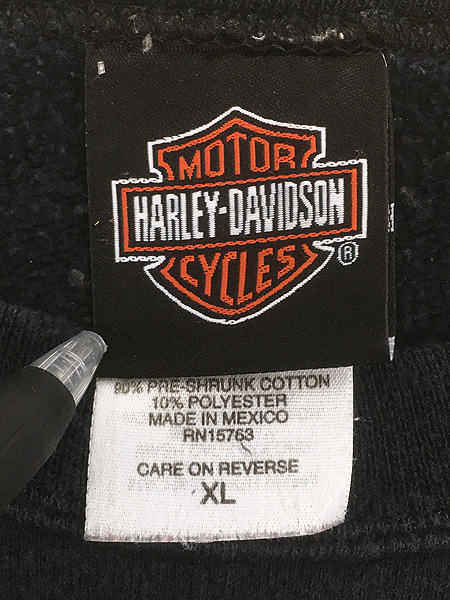 MOTOR
HARLEY-DAVIDSON
CYCLES
®
90% PRE-SHRUNK COTTON
10% POLYESTER
MADE IN MEXICO
RN15763
CARE ON REVERSE
XL